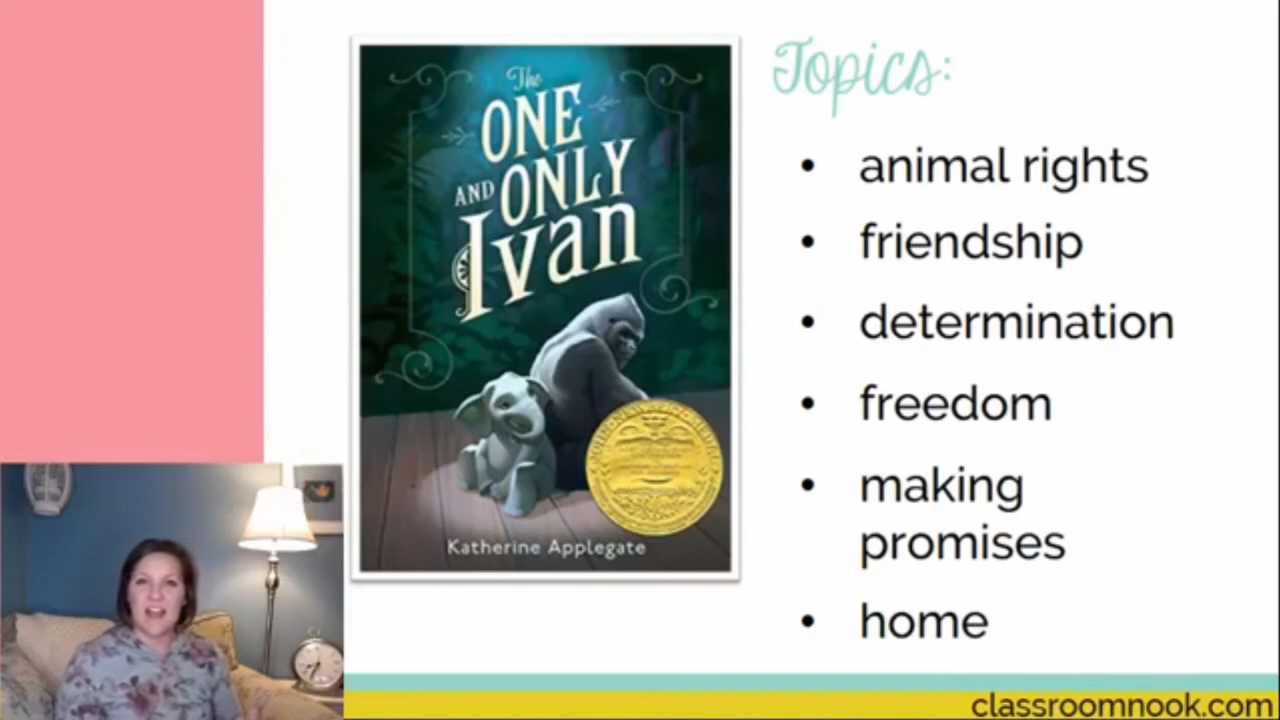 The
ONE
AND ONLY
Ivan
Katherine Applegate
Topics:
• animal rights
• friendship
• determination
• freedom
• making
promises
• home
classroomnook.com